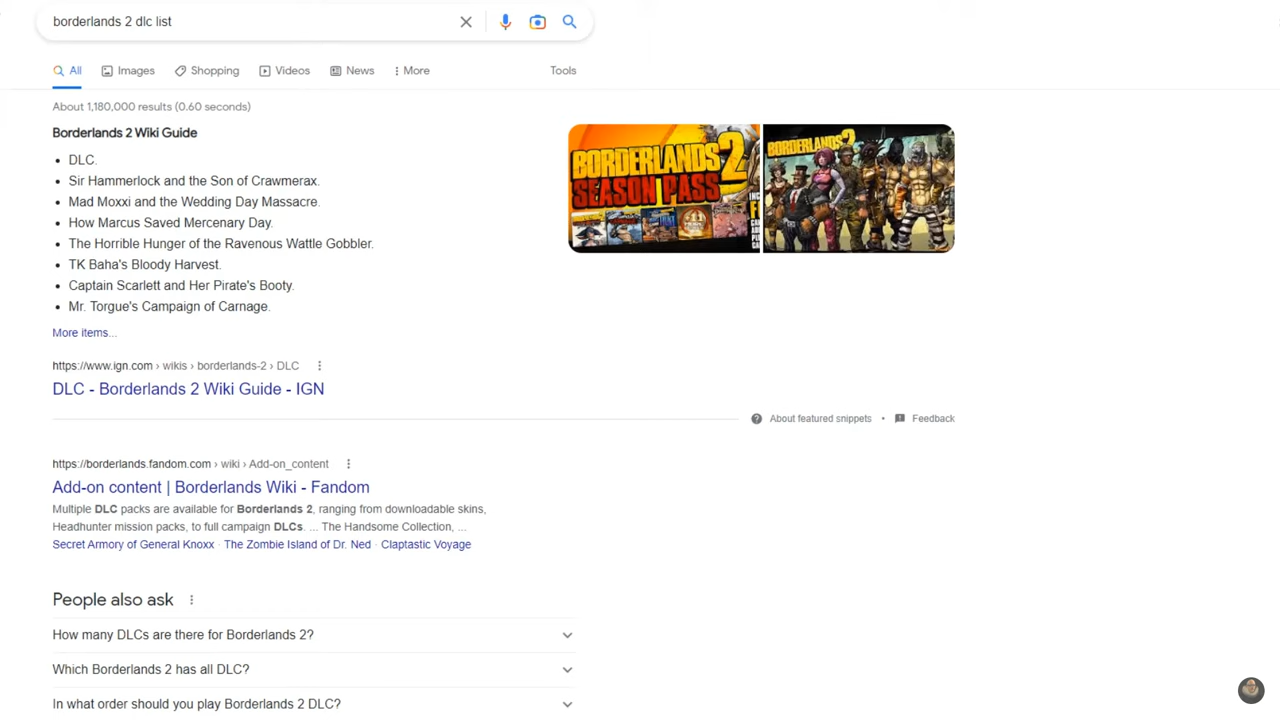 borderlands 2 dlc list
All Images Shopping Videos News More Tools
About 1,180,000 results (0.60 seconds)
Borderlands 2 Wiki Guide
DLC.
Sir Hammerlock and the Son of Crawmerax.
Mad Moxxi and the Wedding Day Massacre.
How Marcus Saved Mercenary Day.
The Horrible Hunger of the Ravenous Wattle Gobbler.
TK Baha's Bloody Harvest.
Captain Scarlett and Her Pirate's Booty.
Mr. Torgue's Campaign of Carnage.
More items...
BORDERLANDS 2
SEASON PASS
BORDERLANDS 2
https://www.ign.com › wikis › borderlands-2 › DLC
DLC - Borderlands 2 Wiki Guide - IGN
About featured snippets • Feedback
https://borderlands.fandom.com › wiki › Add-on_content
Add-on content | Borderlands Wiki - Fandom
Multiple DLC packs are available for Borderlands 2, ranging from downloadable skins,
Headhunter mission packs, to full campaign DLCs. ... The Handsome Collection, ...
Secret Armory of General Knoxx · The Zombie Island of Dr. Ned · Claptastic Voyage
People also ask
How many DLCs are there for Borderlands 2?
Which Borderlands 2 has all DLC?
In what order should you play Borderlands 2 DLC?